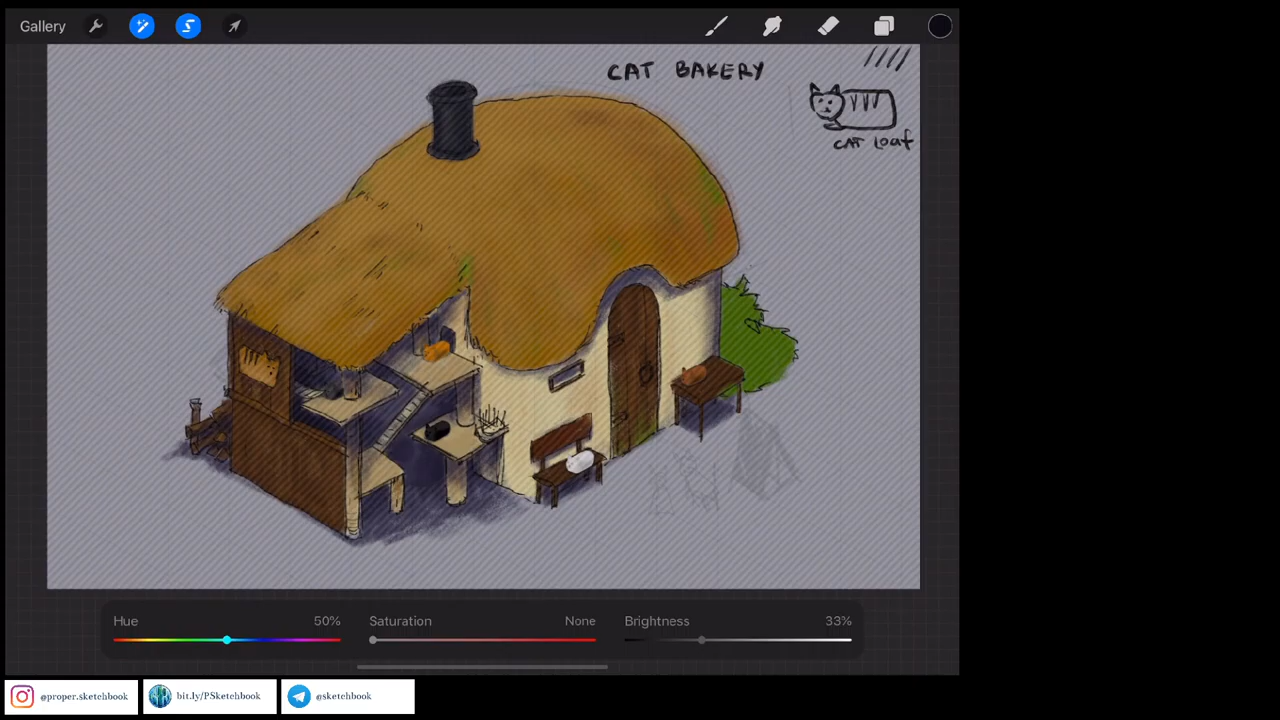 Gallery
CAT BAKERY
CAT Loaf
Hue 50% Saturation None Brightness 33%
@proper.sketchbook bit.ly/PSketchbook @sketchbook